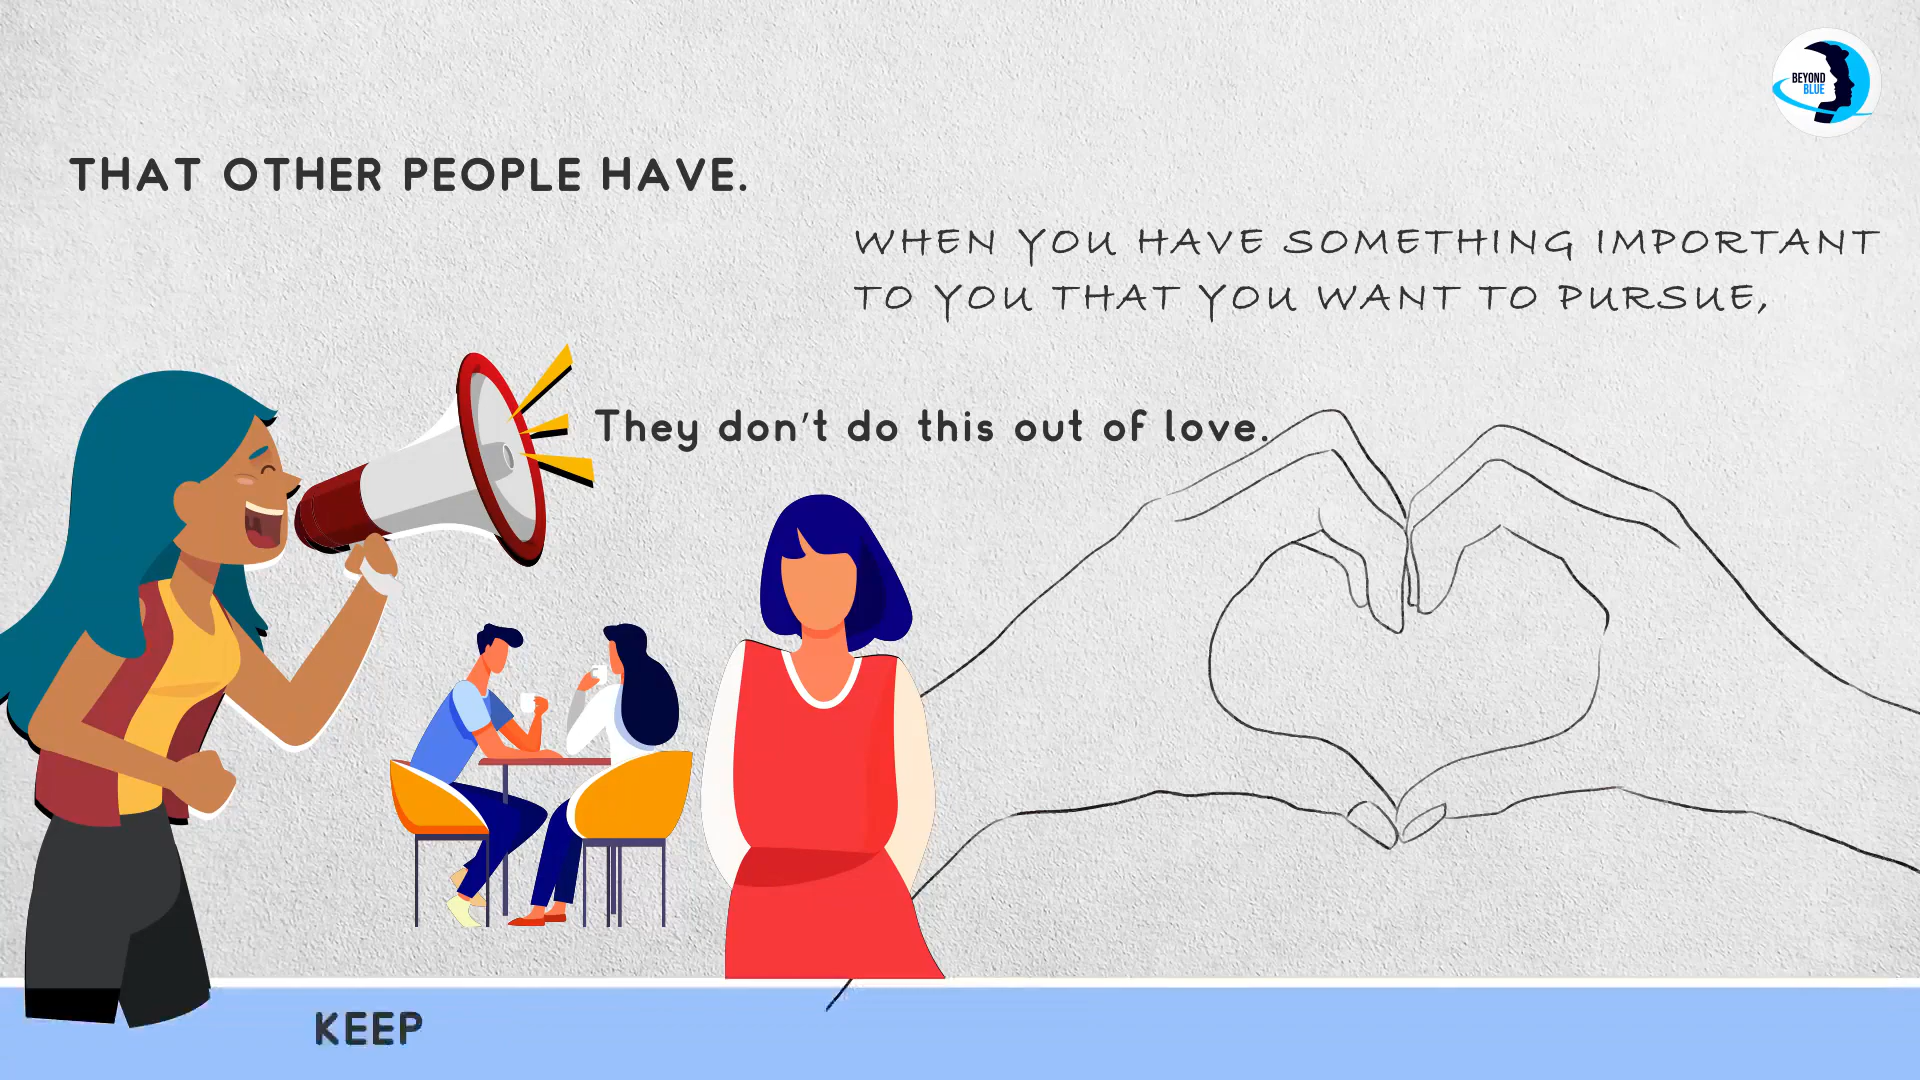 BEYOND
BLUE
THAT OTHER PEOPLE HAVE.
WHEN YOU HAVE SOMETHING IMPORTANT
TO YOU THAT YOU WANT TO PURSUE,
They don't do this out of love.
KEEP